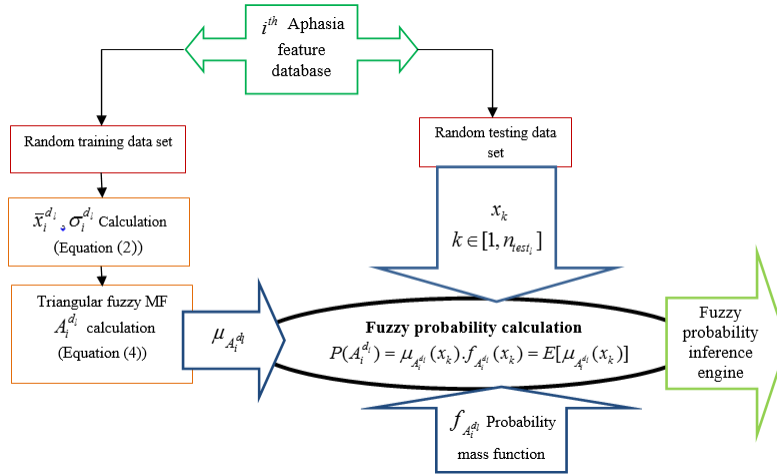 i^th Aphasia
feature
database
Random training data set
Random testing data
set
x̄_i^{d_i}, σ_i^{d_i} Calculation
(Equation (2))
x_k
k ∈ [1, n_{test_i}]
Triangular fuzzy MF
A_i^{d_i} calculation
(Equation (4))
μ_{A_i^{d_i}}
Fuzzy probability calculation
P(A_i^{d_i}) = μ_{A_i^{d_i}}(x_k).f_{A_i^{d_i}}(x_k) = E[μ_{A_i^{d_i}}(x_k)]
Fuzzy
probability
inference
engine
f_{A_i^{d_i}} Probability
mass function